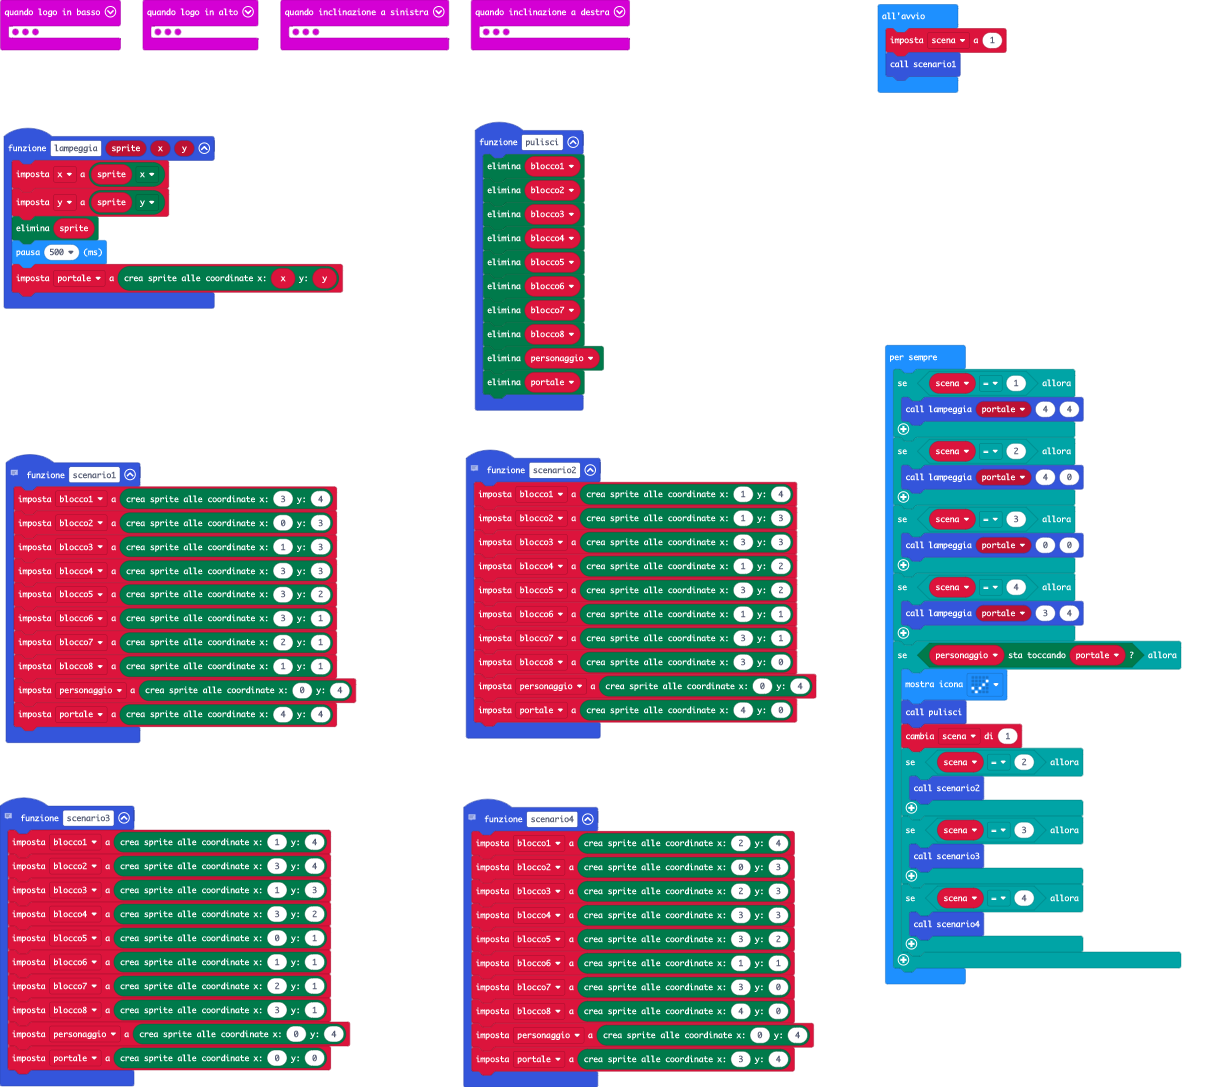 quando logo in basso
quando logo in alto
quando inclinazione a sinistra
quando inclinazione a destra
all'avvio
imposta scena a 1
call scenario1
funzione lampeggia sprite x y
imposta x a sprite x
imposta y a sprite y
elimina sprite
pausa 500 (ms)
imposta portale a crea sprite alle coordinate x: x y: y
funzione pulisci
elimina blocco1
elimina blocco2
elimina blocco3
elimina blocco4
elimina blocco5
elimina blocco6
elimina blocco7
elimina blocco8
elimina personaggio
elimina portale
per sempre
se scena = 1 allora
call lampeggia portale 4 4
se scena = 2 allora
call lampeggia portale 4 0
se scena = 3 allora
call lampeggia portale 0 0
se scena = 4 allora
call lampeggia portale 3 4
se personaggio sta toccando portale ? allora
mostra icona
call pulisci
cambia scena di 1
se scena = 2 allora
call scenario2
se scena = 3 allora
call scenario3
se scena = 4 allora
call scenario4
funzione scenario1
imposta blocco1 a crea sprite alle coordinate x: 3 y: 4
imposta blocco2 a crea sprite alle coordinate x: 0 y: 3
imposta blocco3 a crea sprite alle coordinate x: 1 y: 3
imposta blocco4 a crea sprite alle coordinate x: 3 y: 3
imposta blocco5 a crea sprite alle coordinate x: 3 y: 2
imposta blocco6 a crea sprite alle coordinate x: 3 y: 1
imposta blocco7 a crea sprite alle coordinate x: 2 y: 1
imposta blocco8 a crea sprite alle coordinate x: 1 y: 1
imposta personaggio a crea sprite alle coordinate x: 0 y: 4
imposta portale a crea sprite alle coordinate x: 4 y: 4
funzione scenario2
imposta blocco1 a crea sprite alle coordinate x: 1 y: 4
imposta blocco2 a crea sprite alle coordinate x: 1 y: 3
imposta blocco3 a crea sprite alle coordinate x: 3 y: 3
imposta blocco4 a crea sprite alle coordinate x: 1 y: 2
imposta blocco5 a crea sprite alle coordinate x: 3 y: 2
imposta blocco6 a crea sprite alle coordinate x: 1 y: 1
imposta blocco7 a crea sprite alle coordinate x: 3 y: 1
imposta blocco8 a crea sprite alle coordinate x: 3 y: 0
imposta personaggio a crea sprite alle coordinate x: 0 y: 4
imposta portale a crea sprite alle coordinate x: 4 y: 0
funzione scenario3
imposta blocco1 a crea sprite alle coordinate x: 1 y: 4
imposta blocco2 a crea sprite alle coordinate x: 3 y: 4
imposta blocco3 a crea sprite alle coordinate x: 1 y: 3
imposta blocco4 a crea sprite alle coordinate x: 3 y: 2
imposta blocco5 a crea sprite alle coordinate x: 0 y: 1
imposta blocco6 a crea sprite alle coordinate x: 1 y: 1
imposta blocco7 a crea sprite alle coordinate x: 2 y: 1
imposta blocco8 a crea sprite alle coordinate x: 3 y: 1
imposta personaggio a crea sprite alle coordinate x: 0 y: 4
imposta portale a crea sprite alle coordinate x: 0 y: 0
funzione scenario4
imposta blocco1 a crea sprite alle coordinate x: 2 y: 4
imposta blocco2 a crea sprite alle coordinate x: 0 y: 3
imposta blocco3 a crea sprite alle coordinate x: 2 y: 3
imposta blocco4 a crea sprite alle coordinate x: 3 y: 3
imposta blocco5 a crea sprite alle coordinate x: 3 y: 2
imposta blocco6 a crea sprite alle coordinate x: 1 y: 1
imposta blocco7 a crea sprite alle coordinate x: 3 y: 0
imposta blocco8 a crea sprite alle coordinate x: 4 y: 0
imposta personaggio a crea sprite alle coordinate x: 0 y: 4
imposta portale a crea sprite alle coordinate x: 3 y: 4